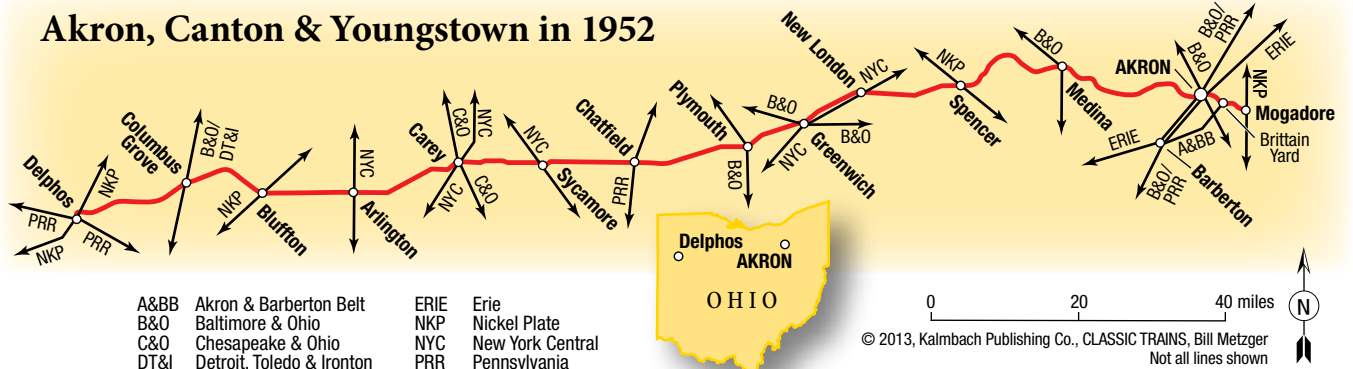 Akron, Canton & Youngstown in 1952
Delphos
NKP
PRR
NKP
PRR
Columbus
Grove
B&O/
DT&I
NKP
Bluffton
NYC
Arlington
Carey
C&O
NYC
NYC
C&O
NYC
Sycamore
Chatfield
PRR
Plymouth
B&O
New London
NYC
B&O
B&O
NYC
Greenwich
NKP
Spencer
B&O
Medina
AKRON
B&O
B&O/
PRR
ERIE
NKP
Mogadore
Brittain
Yard
ERIE
A&BB
B&O/
PRR
Barberton
Delphos
AKRON
OHIO
A&BB Akron & Barberton Belt
B&O Baltimore & Ohio
C&O Chesapeake & Ohio
DT&I Detroit, Toledo & Ironton
ERIE Erie
NKP Nickel Plate
NYC New York Central
PRR Pennsylvania
0 20 40 miles
N
© 2013, Kalmbach Publishing Co., CLASSIC TRAINS, Bill Metzger
Not all lines shown